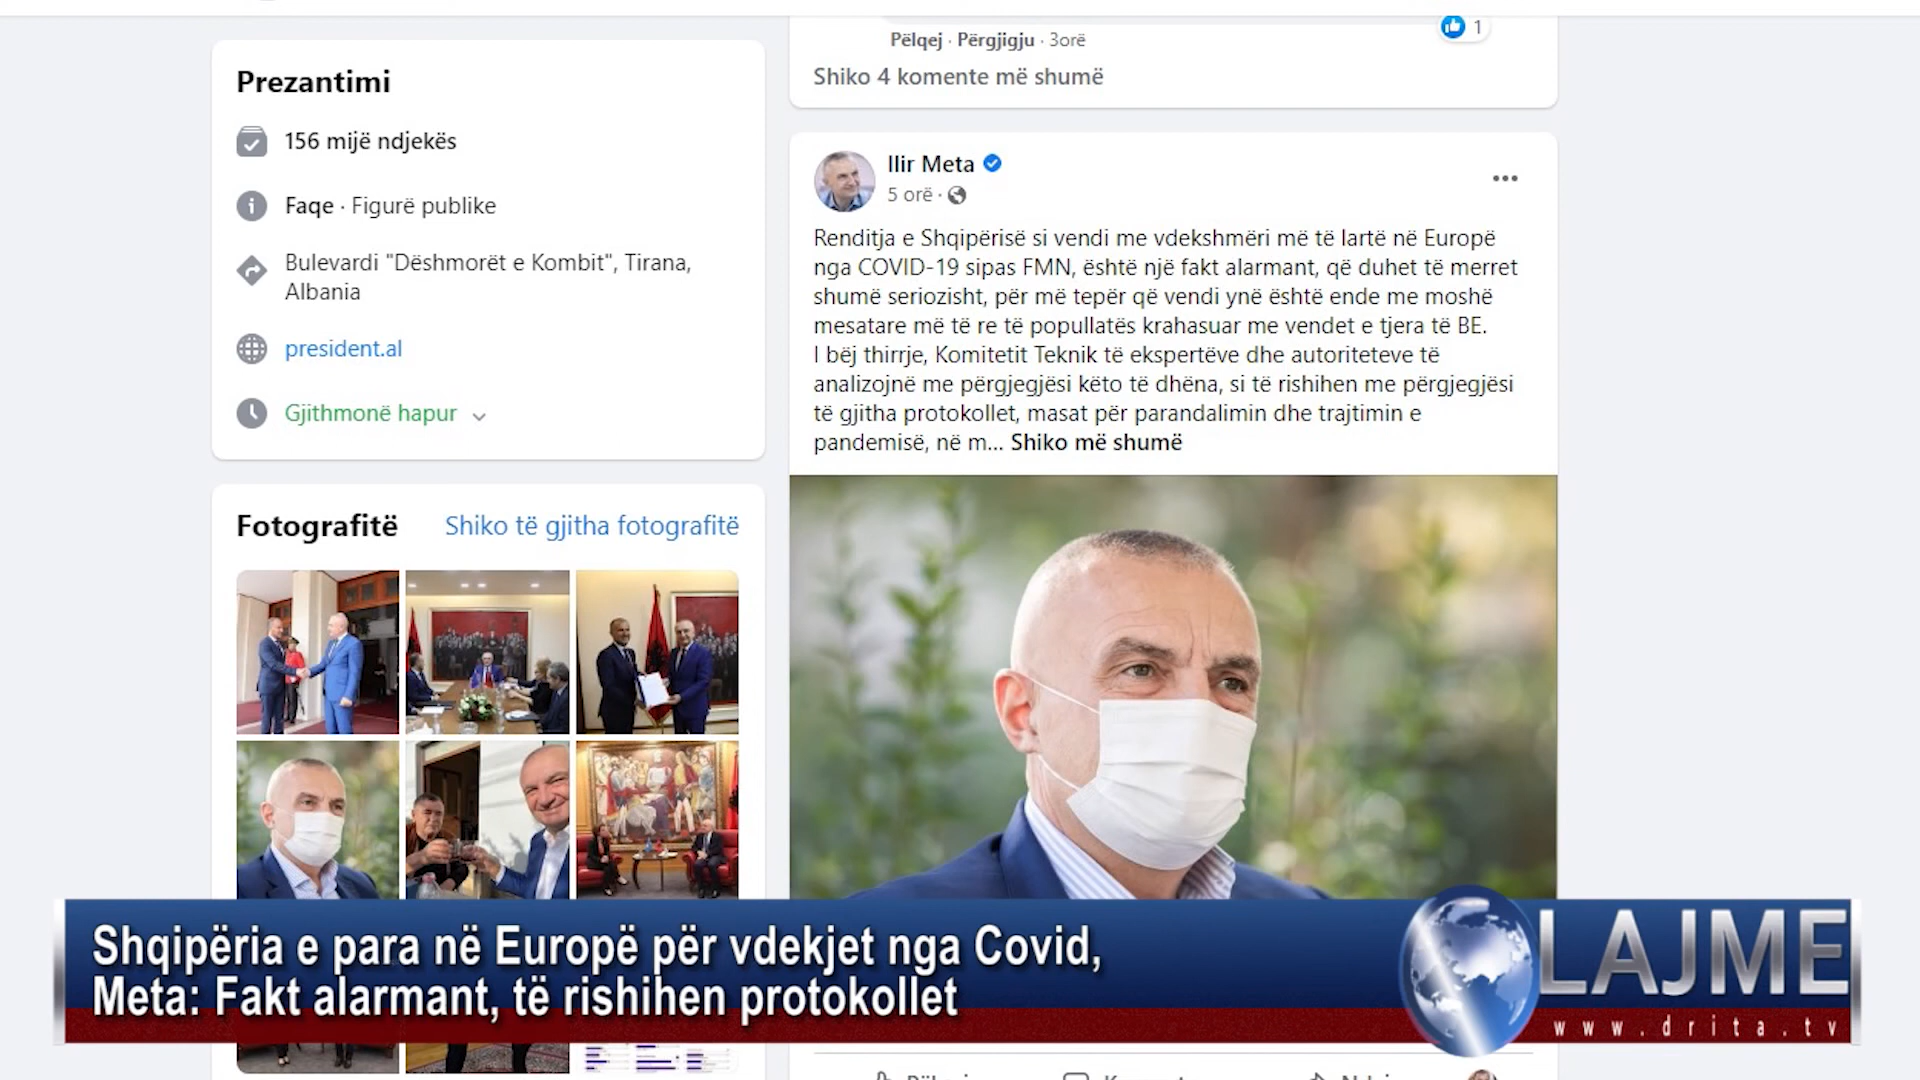 Prezantimi
156 mijë ndjekës
Faqe · Figurë publike
Bulevardi "Dëshmorët e Kombit", Tirana,
Albania
president.al
Gjithmonë hapur
Fotografitë
Shiko të gjitha fotografitë
Pëlqej · Përgjigju · 3orë
1
Shiko 4 komente më shumë
Ilir Meta
5 orë ·
Renditja e Shqipërisë si vendi me vdekshmëri më të lartë në Europë
nga COVID-19 sipas FMN, është një fakt alarmant, që duhet të merret
shumë seriozisht, për më tepër që vendi ynë është ende me moshë
mesatare më të re të popullatës krahasuar me vendet e tjera të BE.
I bëj thirrje, Komitetit Teknik të ekspertëve dhe autoriteteve të
analizojnë me përgjegjësi këto të dhëna, si të rishihen me përgjegjësi
të gjitha protokollet, masat për parandalimin dhe trajtimin e
pandemisë, në m... Shiko më shumë
Shqipëria e para në Europë për vdekjet nga Covid,
Meta: Fakt alarmant, të rishihen protokollet
LAJME
www.drita.tv